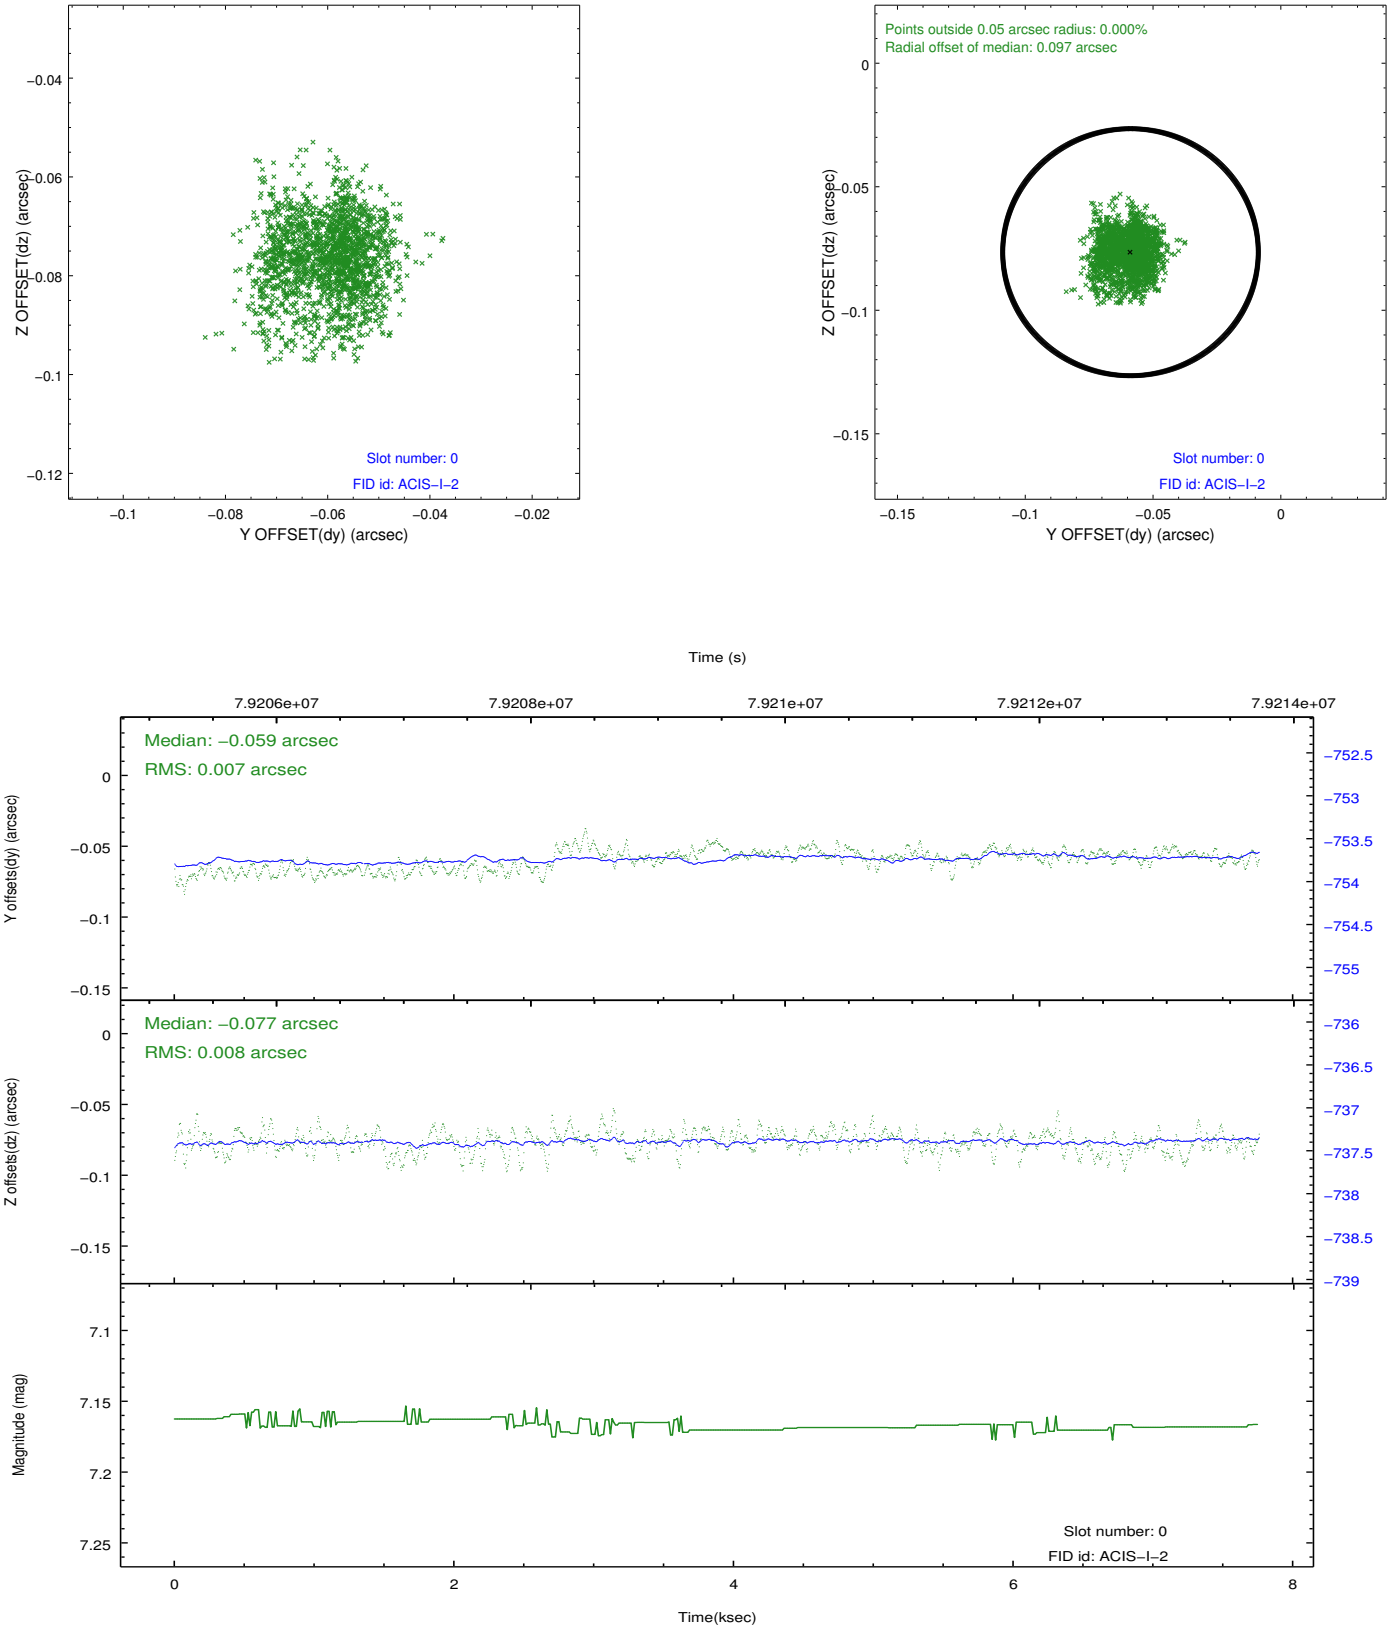 −0.04
−0.06
−0.08
−0.1
−0.12
Z OFFSET(dz) (arcsec)
Slot number: 0
FID id: ACIS−I−2
−0.1
−0.08
−0.06
−0.04
−0.02
Y OFFSET(dy) (arcsec)
Points outside 0.05 arcsec radius: 0.000%
Radial offset of median: 0.097 arcsec
0
−0.05
−0.1
−0.15
Z OFFSET(dz) (arcsec)
Slot number: 0
FID id: ACIS−I−2
−0.15
−0.1
−0.05
0
Y OFFSET(dy) (arcsec)
Time (s)
7.9206e+07
7.9208e+07
7.921e+07
7.9212e+07
7.9214e+07
Median: −0.059 arcsec
RMS: 0.007 arcsec
0
−0.05
−0.1
−0.15
Y offsets(dy) (arcsec)
−752.5
−753
−753.5
−754
−754.5
−755
Median: −0.077 arcsec
RMS: 0.008 arcsec
0
−0.05
−0.1
−0.15
Z offsets(dz) (arcsec)
−736
−736.5
−737
−737.5
−738
−738.5
−739
7.1
7.15
7.2
7.25
Magnitude (mag)
Slot number: 0
FID id: ACIS−I−2
0
2
4
6
8
Time(ksec)